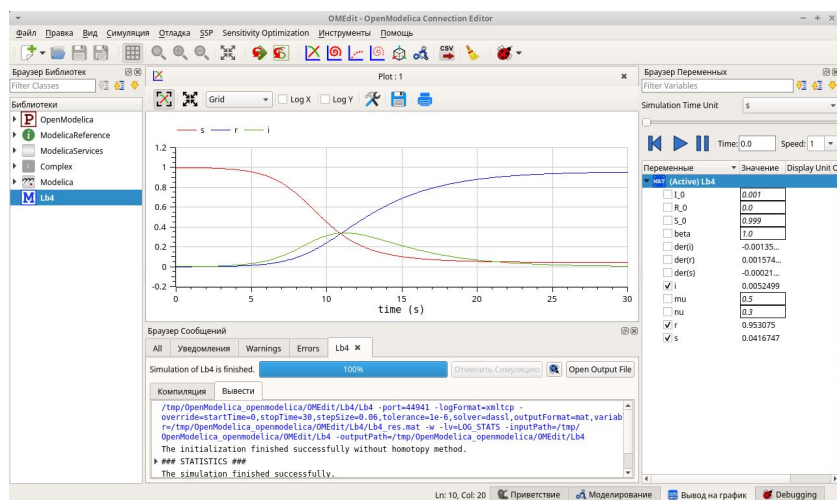 OMEdit - OpenModelica Connection Editor
Файл Правка Вид Симуляция Отладка SSP Sensitivity Optimization Инструменты Помощь
CSV
Браузер Библиотек
Filter Classes
Библиотеки
P OpenModelica
i ModelicaReference
ModelicaServices
C Complex
Modelica
M Lb4
Plot : 1
Grid Log X Log Y
s r i
1.2
1
0.8
0.6
0.4
0.2
0
-0.2
0 5 10 15 20 25 30
time (s)
Браузер Сообщений
All Уведомления Warnings Errors Lb4
Simulation of Lb4 is finished. 100% Отменить Симуляцию Open Output File
Компиляция Вывести
/tmp/OpenModelica_openmodelica/OMEdit/Lb4/Lb4 -port=44941 -logFormat=xmltcp -
override=startTime=0,stopTime=30,stepSize=0.06,tolerance=1e-6,solver=dassl,outputFormat=mat,variab
r=/tmp/OpenModelica_openmodelica/OMEdit/Lb4/Lb4_res.mat -w -lv=LOG_STATS -inputPath=/tmp/
OpenModelica_openmodelica/OMEdit/Lb4 -outputPath=/tmp/OpenModelica_openmodelica/OMEdit/Lb4
The initialization finished successfully without homotopy method.
### STATISTICS ###
The simulation finished successfully.
Браузер Переменных
Filter Variables
Simulation Time Unit s
Time: 0.0 Speed: 1
Переменные Значение Display Unit О
MAT (Active) Lb4
I_0 0.001
R_0 0.0
S_0 0.999
beta 1.0
der(i) -0.00135...
der(r) 0.001574...
der(s) -0.00021...
i 0.0052499
mu 0.5
nu 0.3
r 0.953075
s 0.0416747
Ln: 10, Col: 20 Приветствие Моделирование Вывод на график Debugging